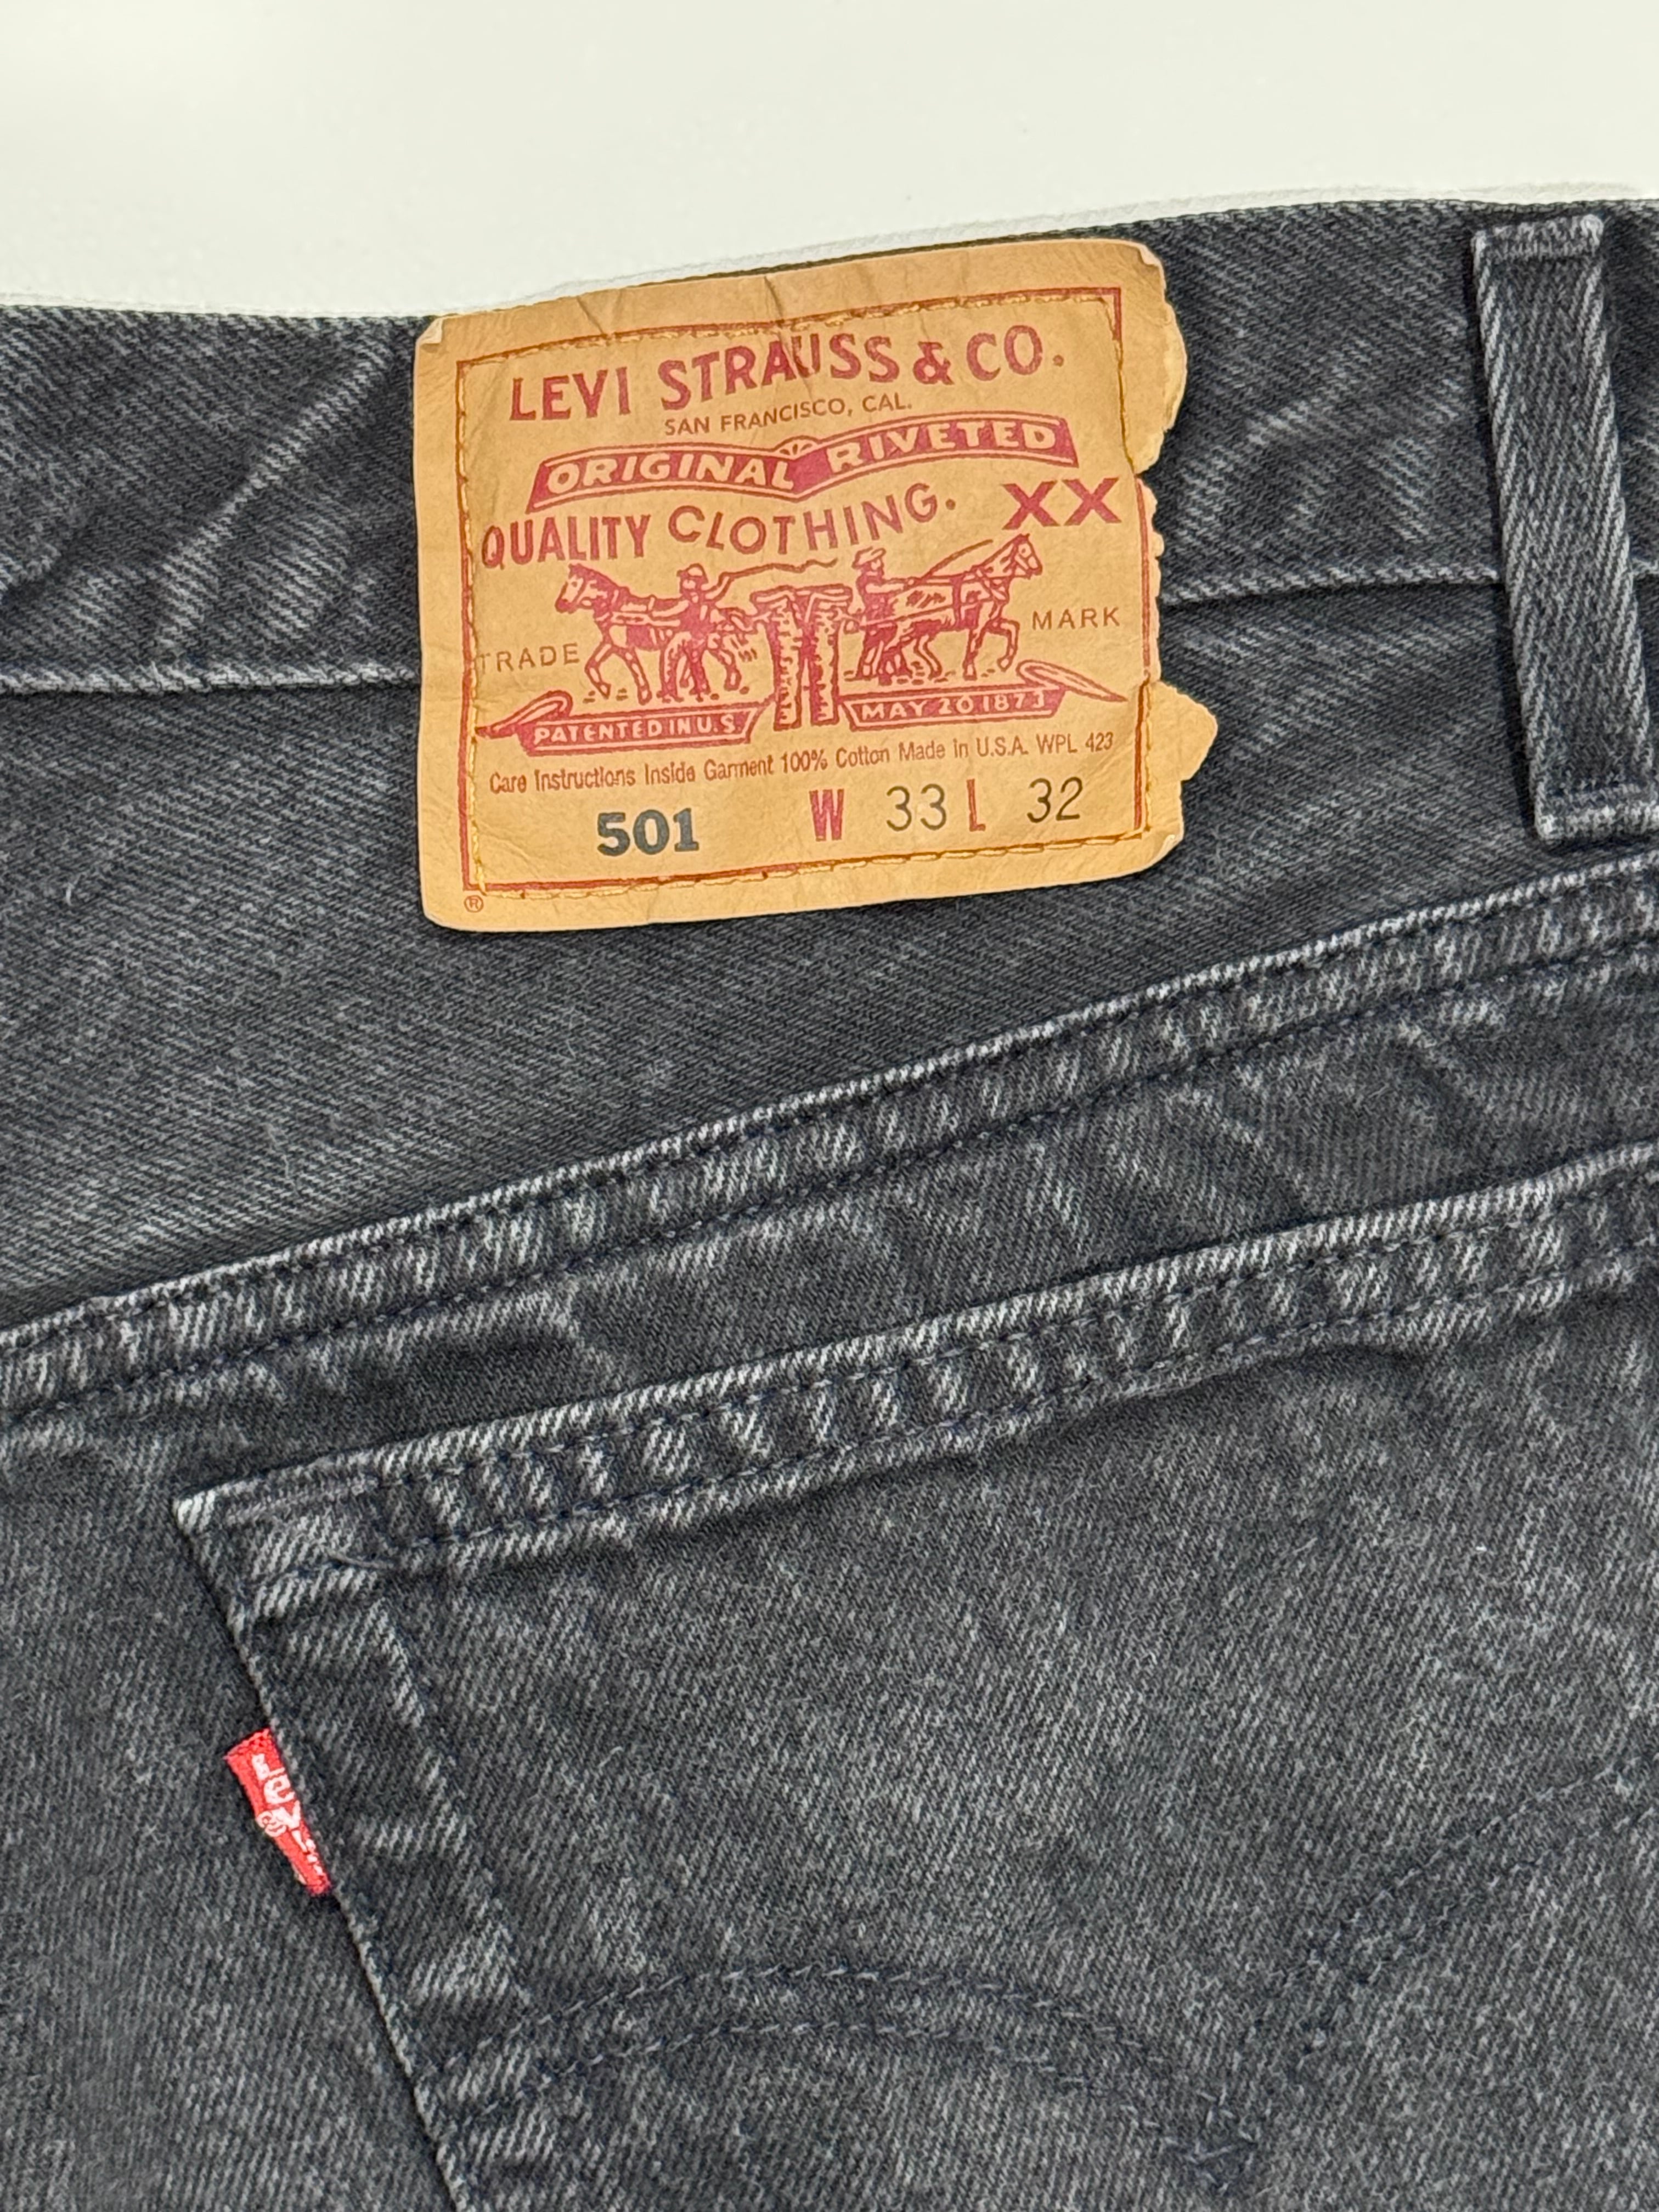 LEVI STRAUSS & CO.
SAN FRANCISCO, CAL.
ORIGINAL RIVETED
QUALITY CLOTHING. XX
TRADE MARK
PATENTED IN U.S. MAY 20 1873
Care Instructions Inside Garment 100% Cotton Made in U.S.A. WPL 423
501 W 33 L 32
®
Levi's
®